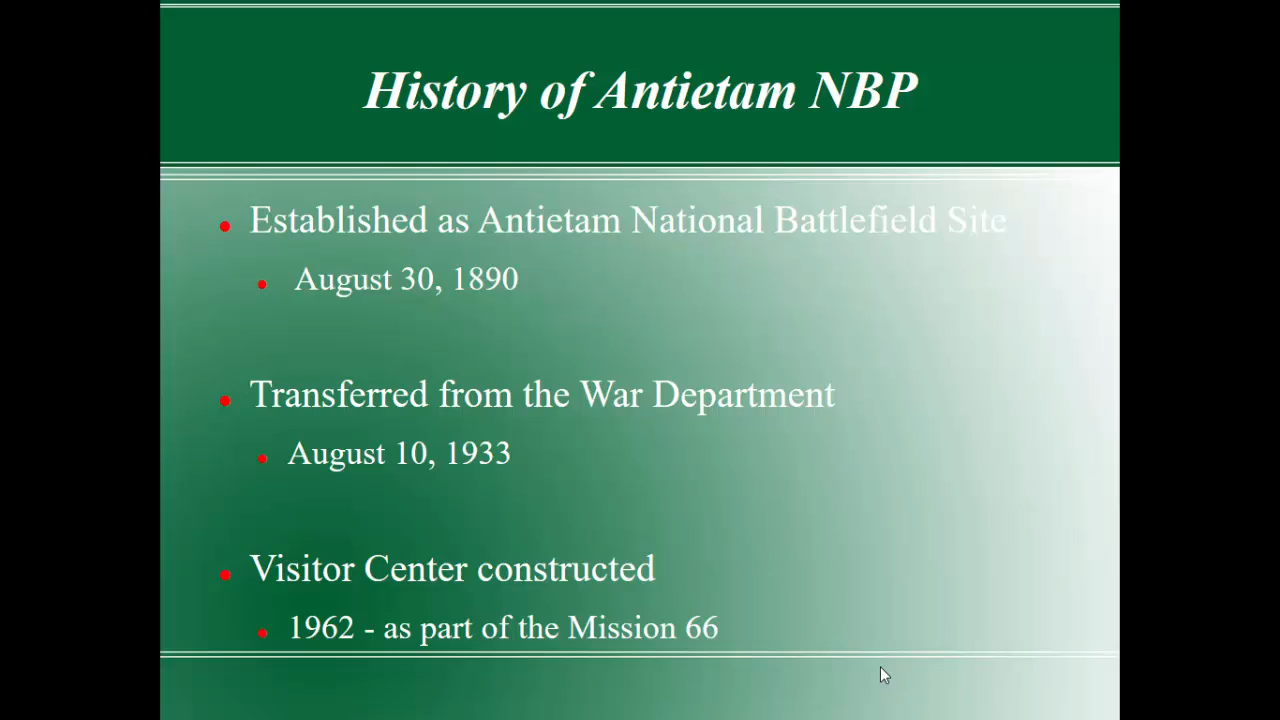 History of Antietam NBP
Established as Antietam National Battlefield Site
August 30, 1890
Transferred from the War Department
August 10, 1933
Visitor Center constructed
1962 - as part of the Mission 66